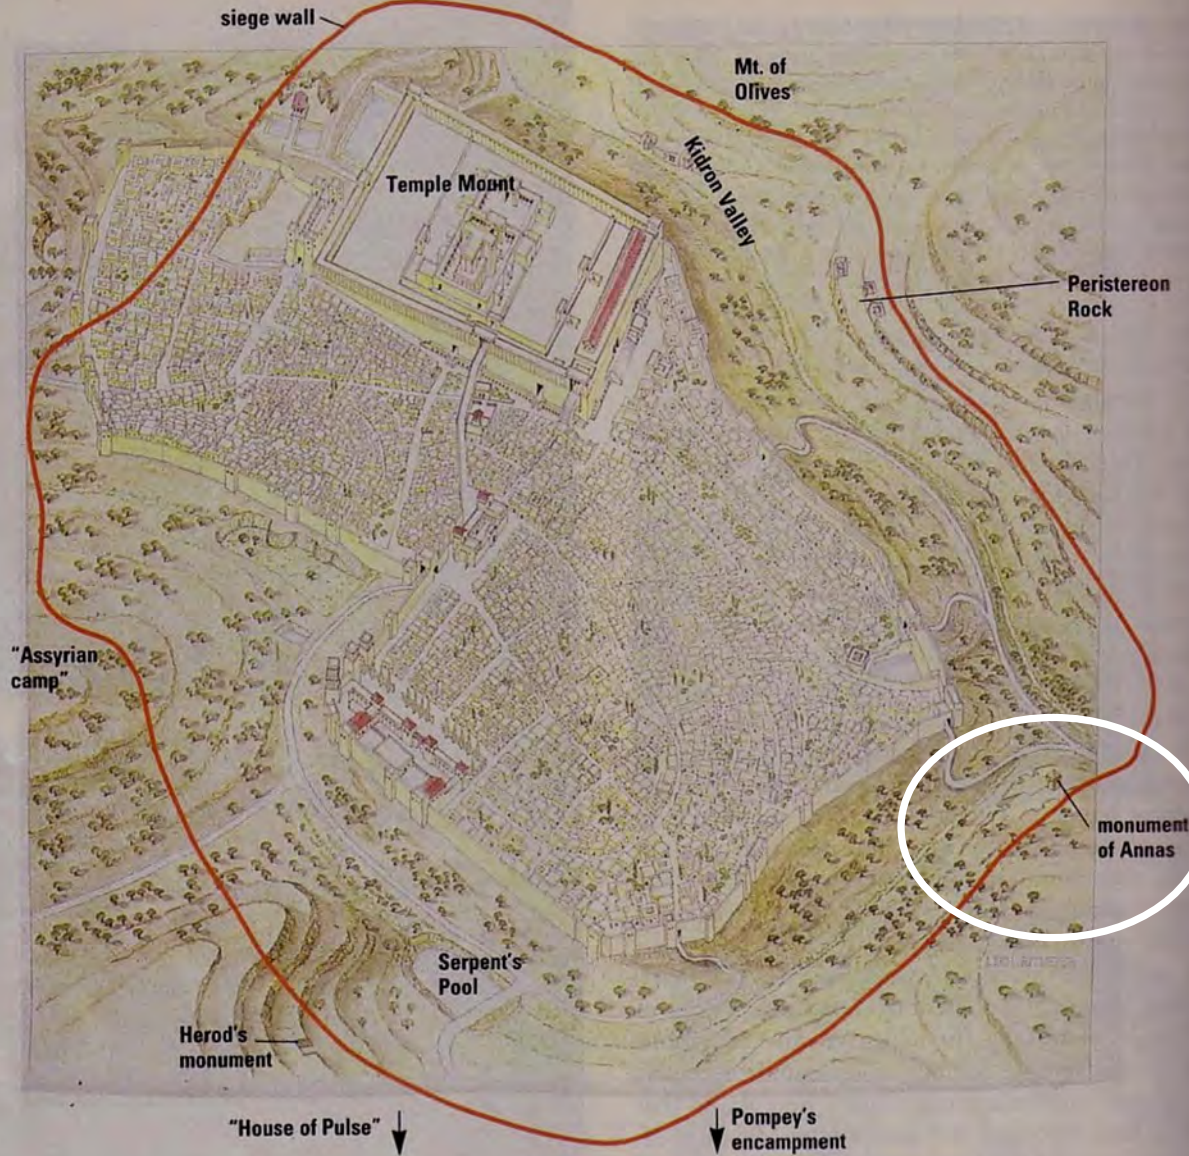 siege wall
Mt. of
Olives
Kidron Valley
Temple Mount
Peristereon
Rock
"Assyrian
camp"
monument
of Annas
Serpent's
Pool
Herod's
monument
"House of Pulse"
Pompey's
encampment